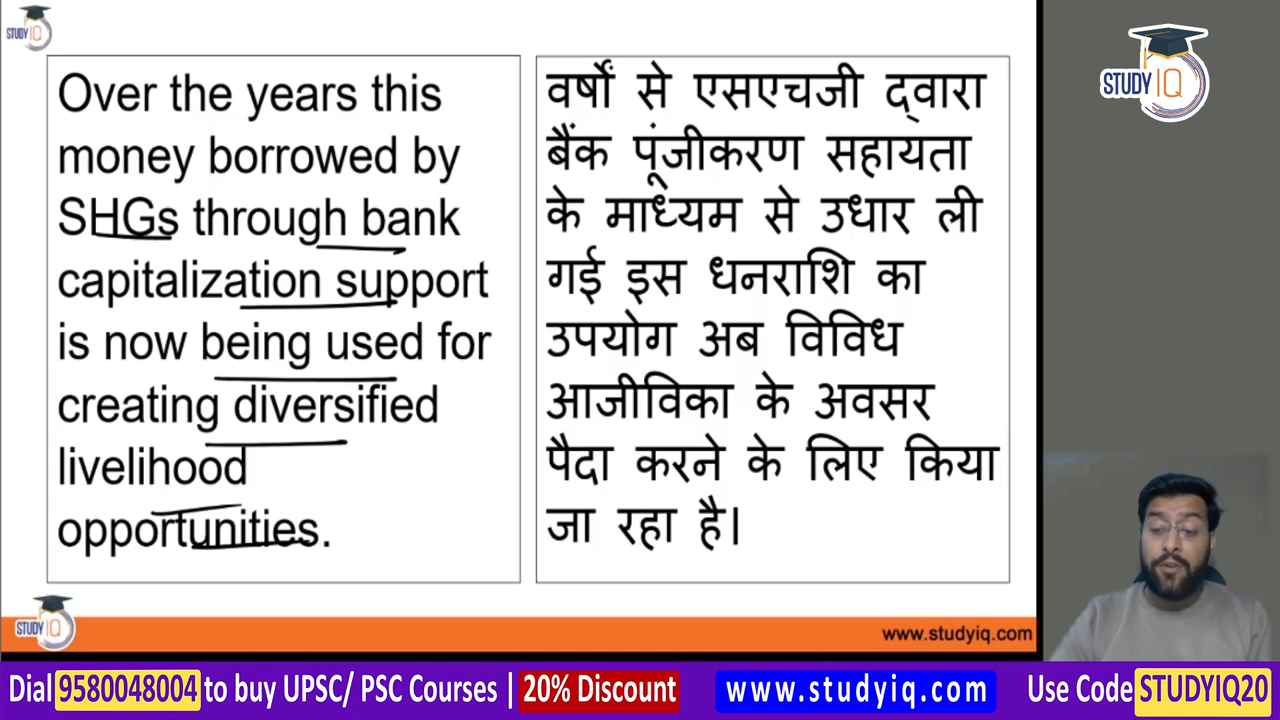 STUDY IQ
Over the years this
money borrowed by
SHGs through bank
capitalization support
is now being used for
creating diversified
livelihood
opportunities.
वर्षों से एसएचजी द्वारा
बैंक पूंजीकरण सहायता
के माध्यम से उधार ली
गई इस धनराशि का
उपयोग अब विविध
आजीविका के अवसर
पैदा करने के लिए किया
जा रहा है।
STUDY IQ
STUDY IQ
www.studyiq.com
Dial 9580048004 to buy UPSC/ PSC Courses | 20% Discount www.studyiq.com Use Code STUDYIQ20